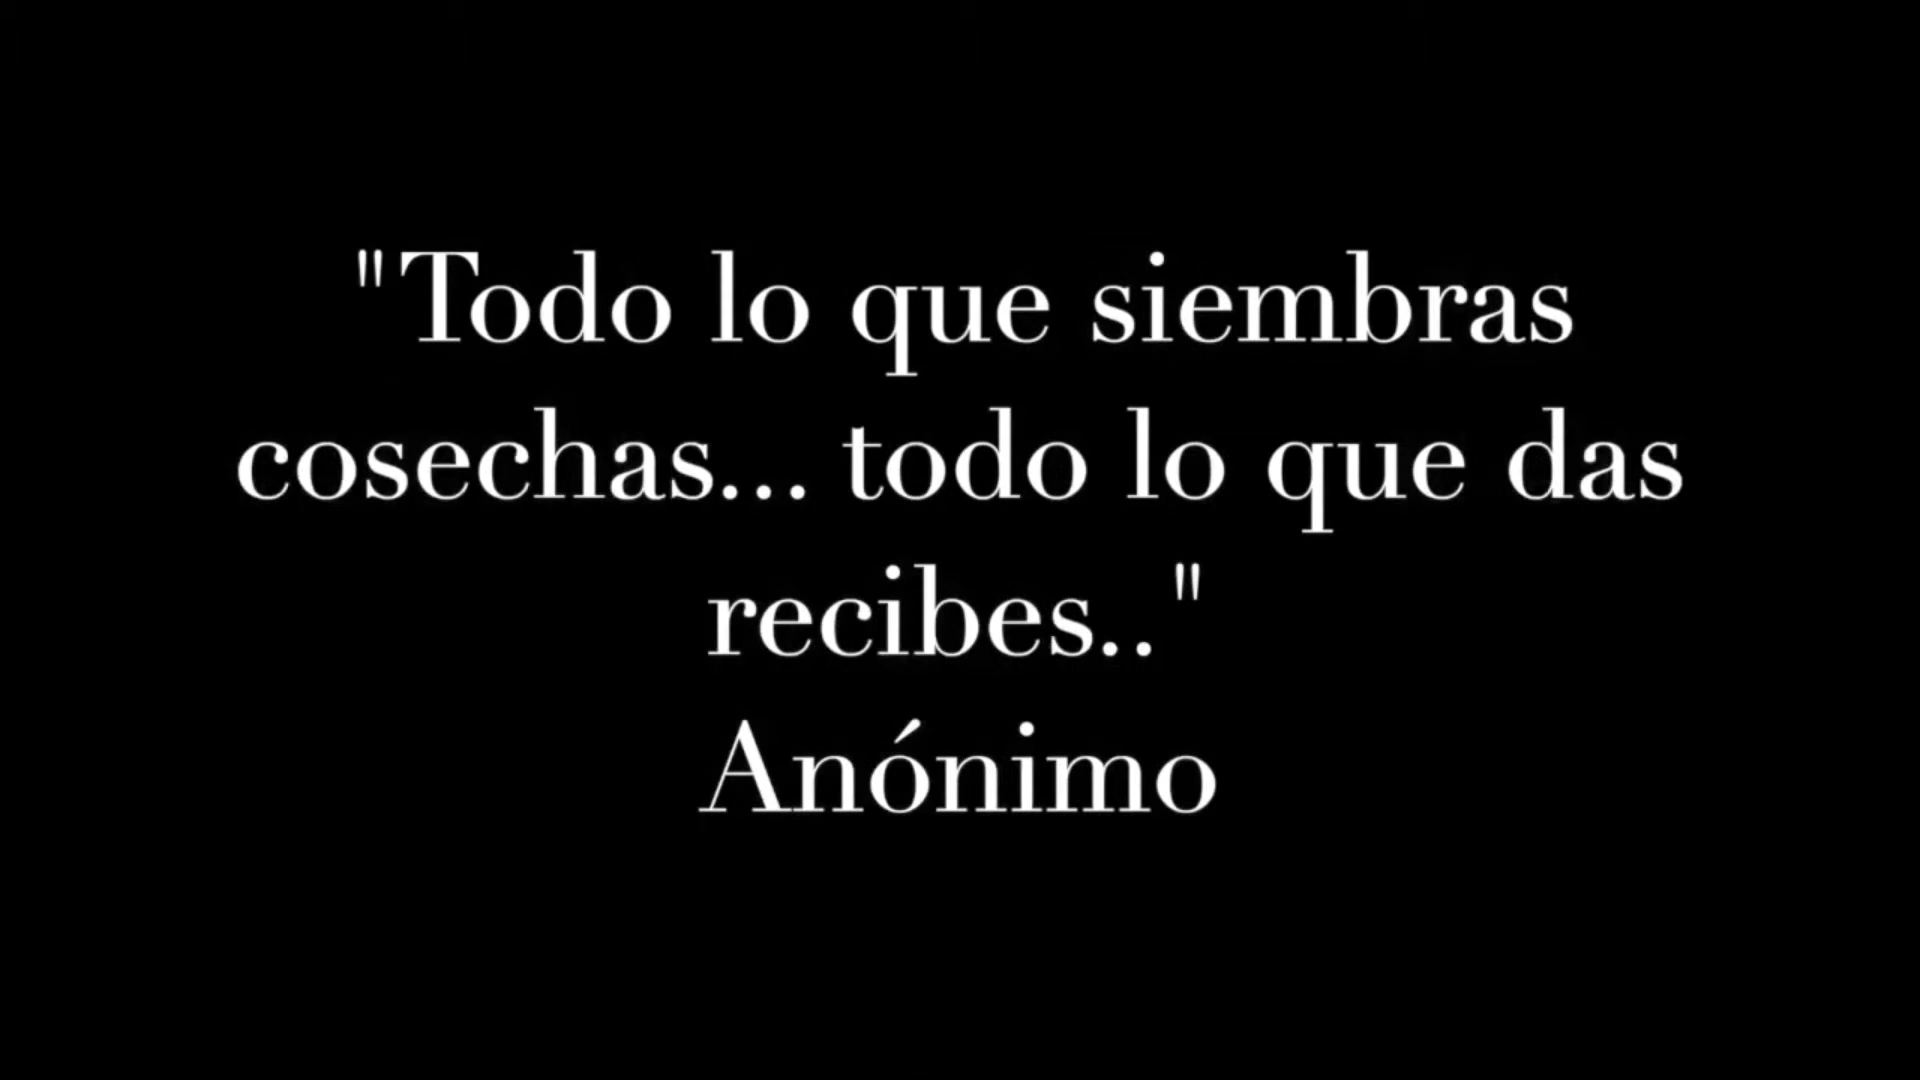 "Todo lo que siembras
cosechas... todo lo que das
recibes.."
Anónimo